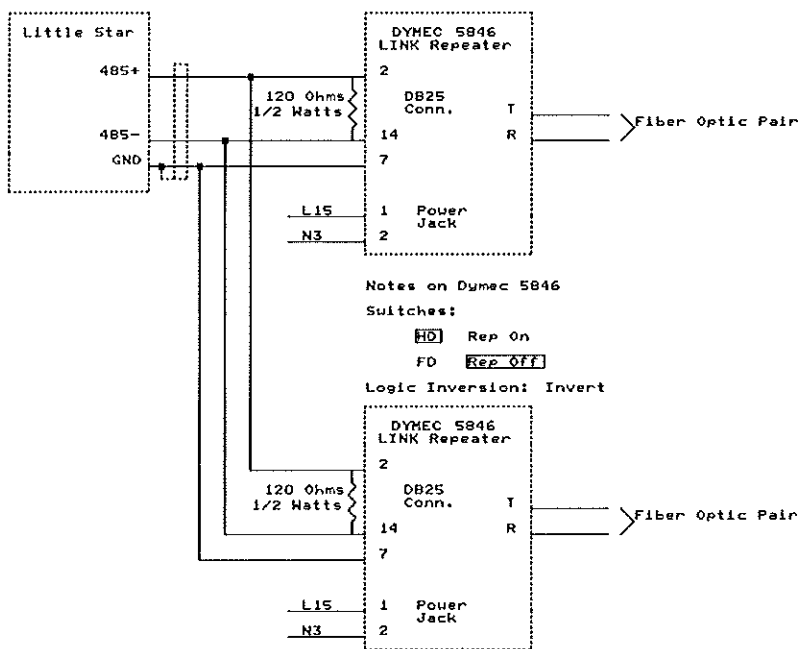 Little Star
485+
485-
GND
DYMEC 5846
LINK Repeater
2
120 Ohms
1/2 Watts
DB25
Conn.
T
14
R
Fiber Optic Pair
7
L15
1
Power
Jack
N3
2
Notes on Dymec 5846
Switches:
HD Rep On
FD Rep Off
Logic Inversion: Invert
DYMEC 5846
LINK Repeater
2
120 Ohms
1/2 Watts
DB25
Conn.
T
14
R
Fiber Optic Pair
7
L15
1
Power
Jack
N3
2